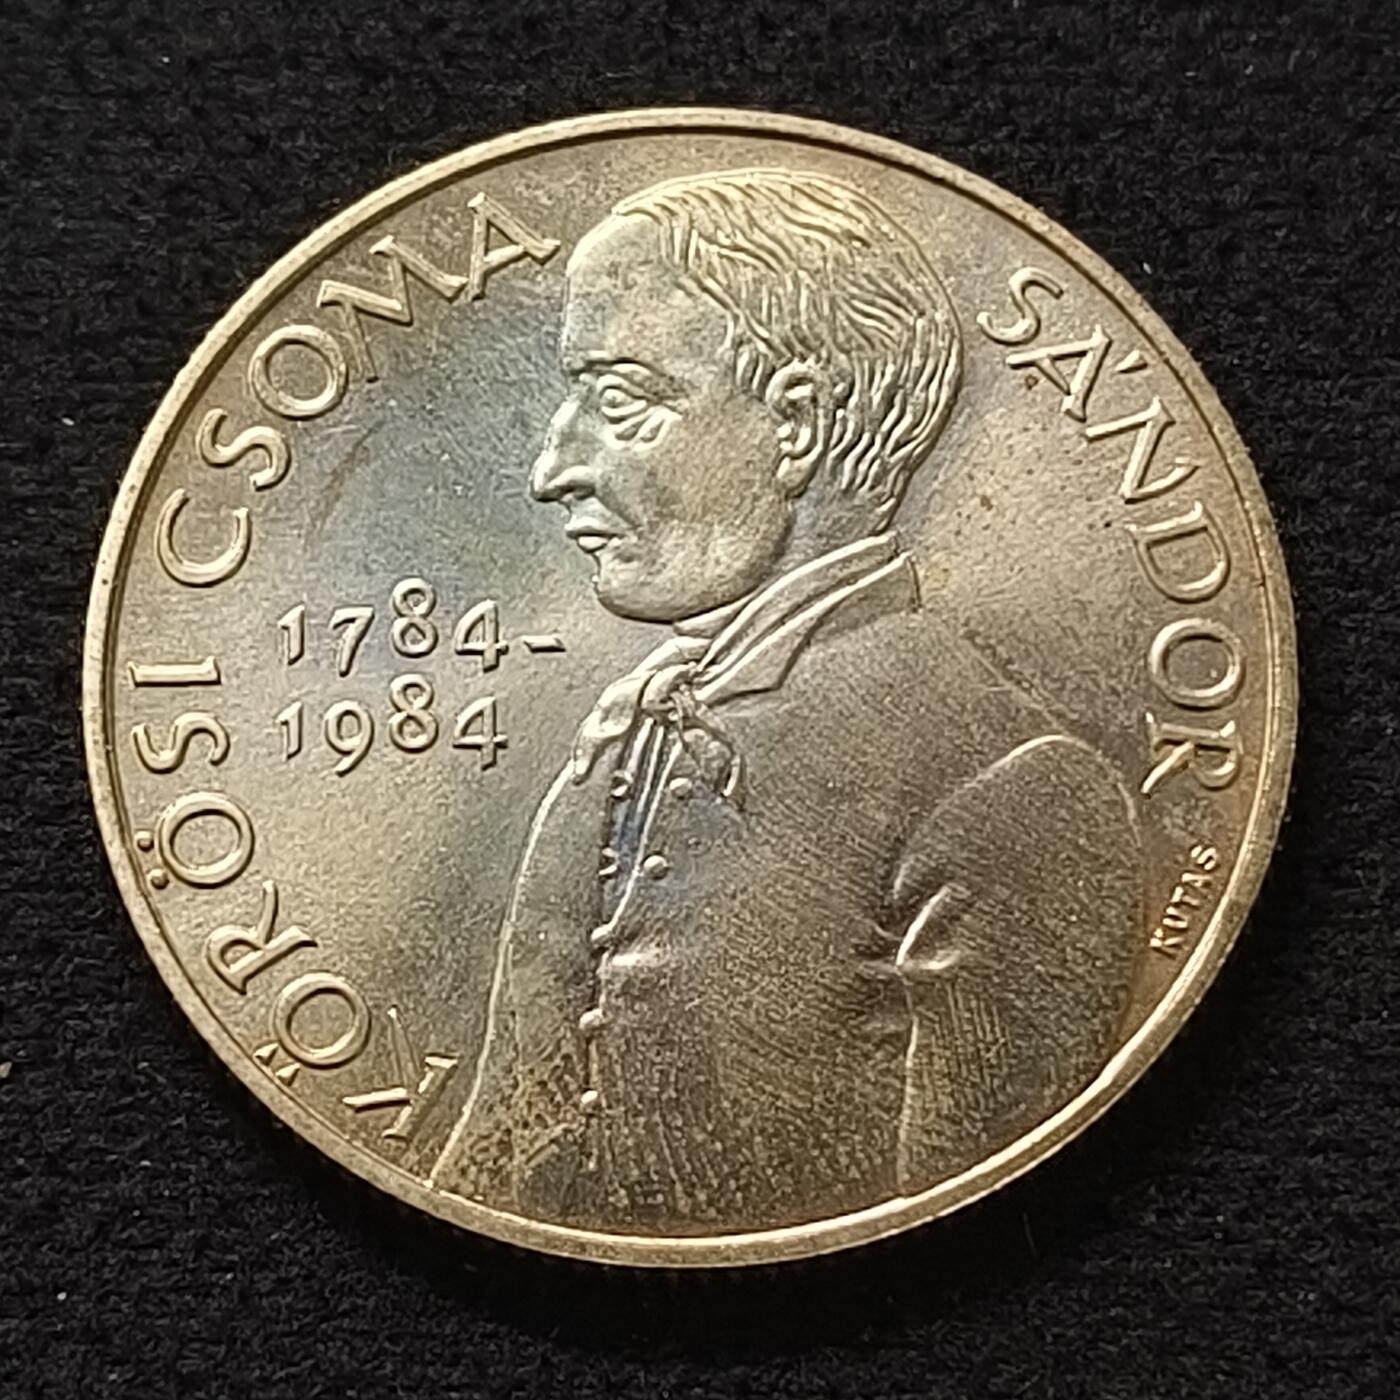 KŐRÖSI CSOMA SÁNDOR
1784-
1984
KUTAS